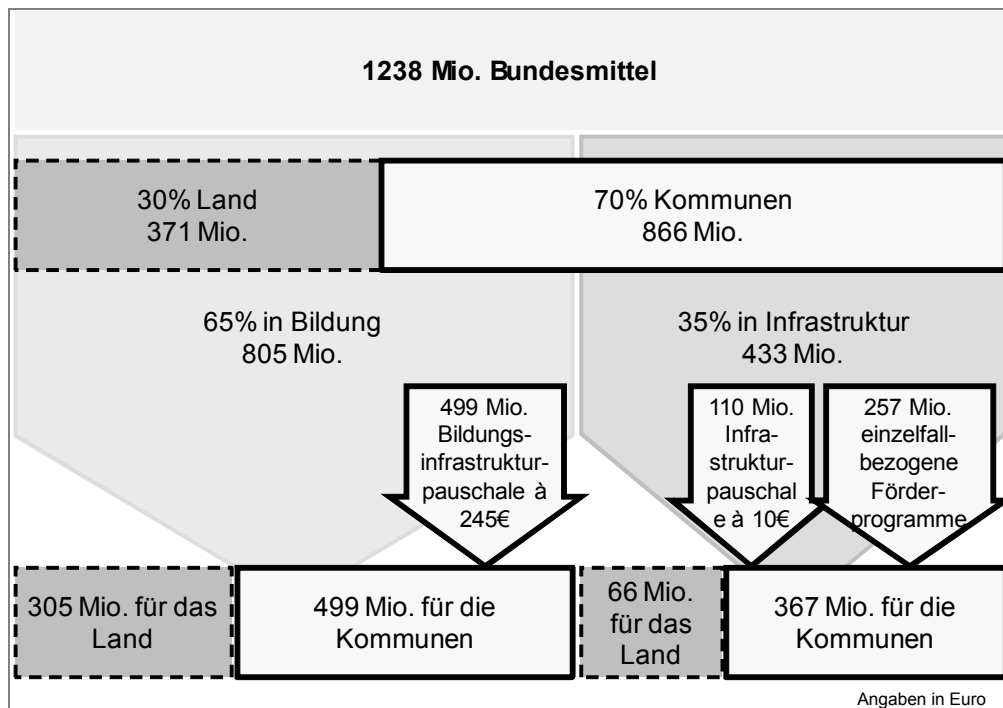 1238 Mio. Bundesmittel
30% Land
371 Mio.
70% Kommunen
866 Mio.
65% in Bildung
805 Mio.
35% in Infrastruktur
433 Mio.
499 Mio.
Bildungs-
infrastruktur-
pauschale à
245€
110 Mio.
Infra-
struktur-
pauschal
e à 10€
257 Mio.
einzelfall-
bezogene
Förder-
programme
305 Mio. für das
Land
499 Mio. für die
Kommunen
66 Mio.
für das
Land
367 Mio. für die
Kommunen
Angaben in Euro